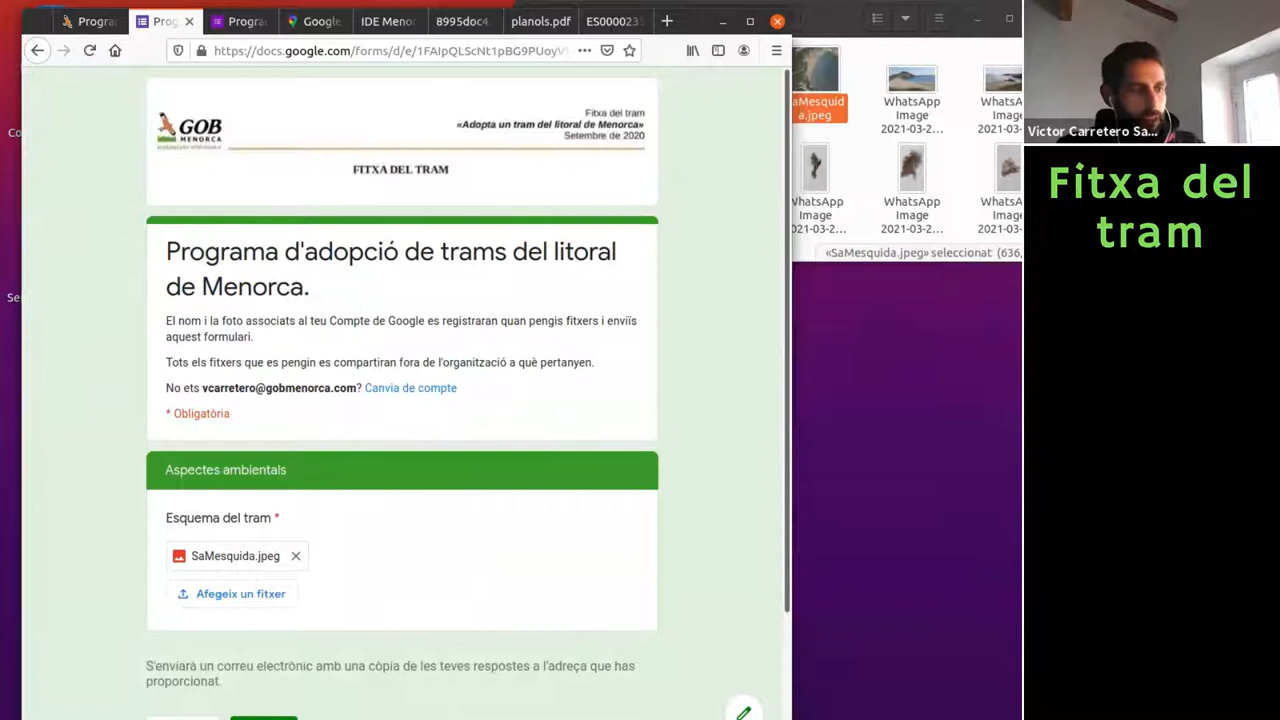 Progra
Prog
Progra
Google
IDE Menor
8995doc4.
planols.pdf
https://docs.google.com/forms/d/e/1FAIpQLScNt1pBG9PUoyV
GOB
MENORCA
Fitxa del tram
«Adopta un tram del litoral de Menorca»
Setembre de 2020
FITXA DEL TRAM
Programa d'adopció de trams del litoral
de Menorca.
El nom i la foto associats al teu Compte de Google es registraran quan pengis fitxers i enviïs
aquest formulari.
Tots els fitxers que es pengin es compartiran fora de l'organització a què pertanyen.
No ets vcarretero@gobmenorca.com? Canvia de compte
* Obligatòria
Aspectes ambientals
Esquema del tram *
SaMesquida.jpeg
Afegeix un fitxer
S'enviarà un correu electrònic amb una còpia de les teves respostes a l'adreça que has
proporcionat.
aMesquid
a.jpeg
WhatsApp
Image
2021-03-2...
WhatsA
Imag
2021-03
WhatsApp
Image
021-03-2...
WhatsApp
Image
2021-03-2...
WhatsA
Imag
2021-03
«SaMesquida.jpeg» seleccionat (636,
Victor Carretero Sa...
Fitxa del
tram